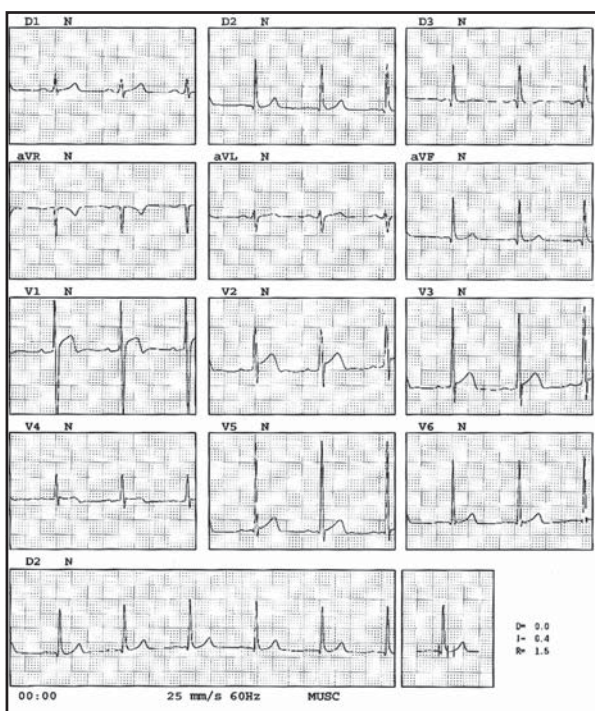 D1 N D2 N D3 N
aVR N aVL N aVF N
V1 N V2 N V3 N
V4 N V5 N V6 N
D2 N
D= 0.0
I- 0.4
R= 1.5
00:00 25 mm/s 60Hz MUSC